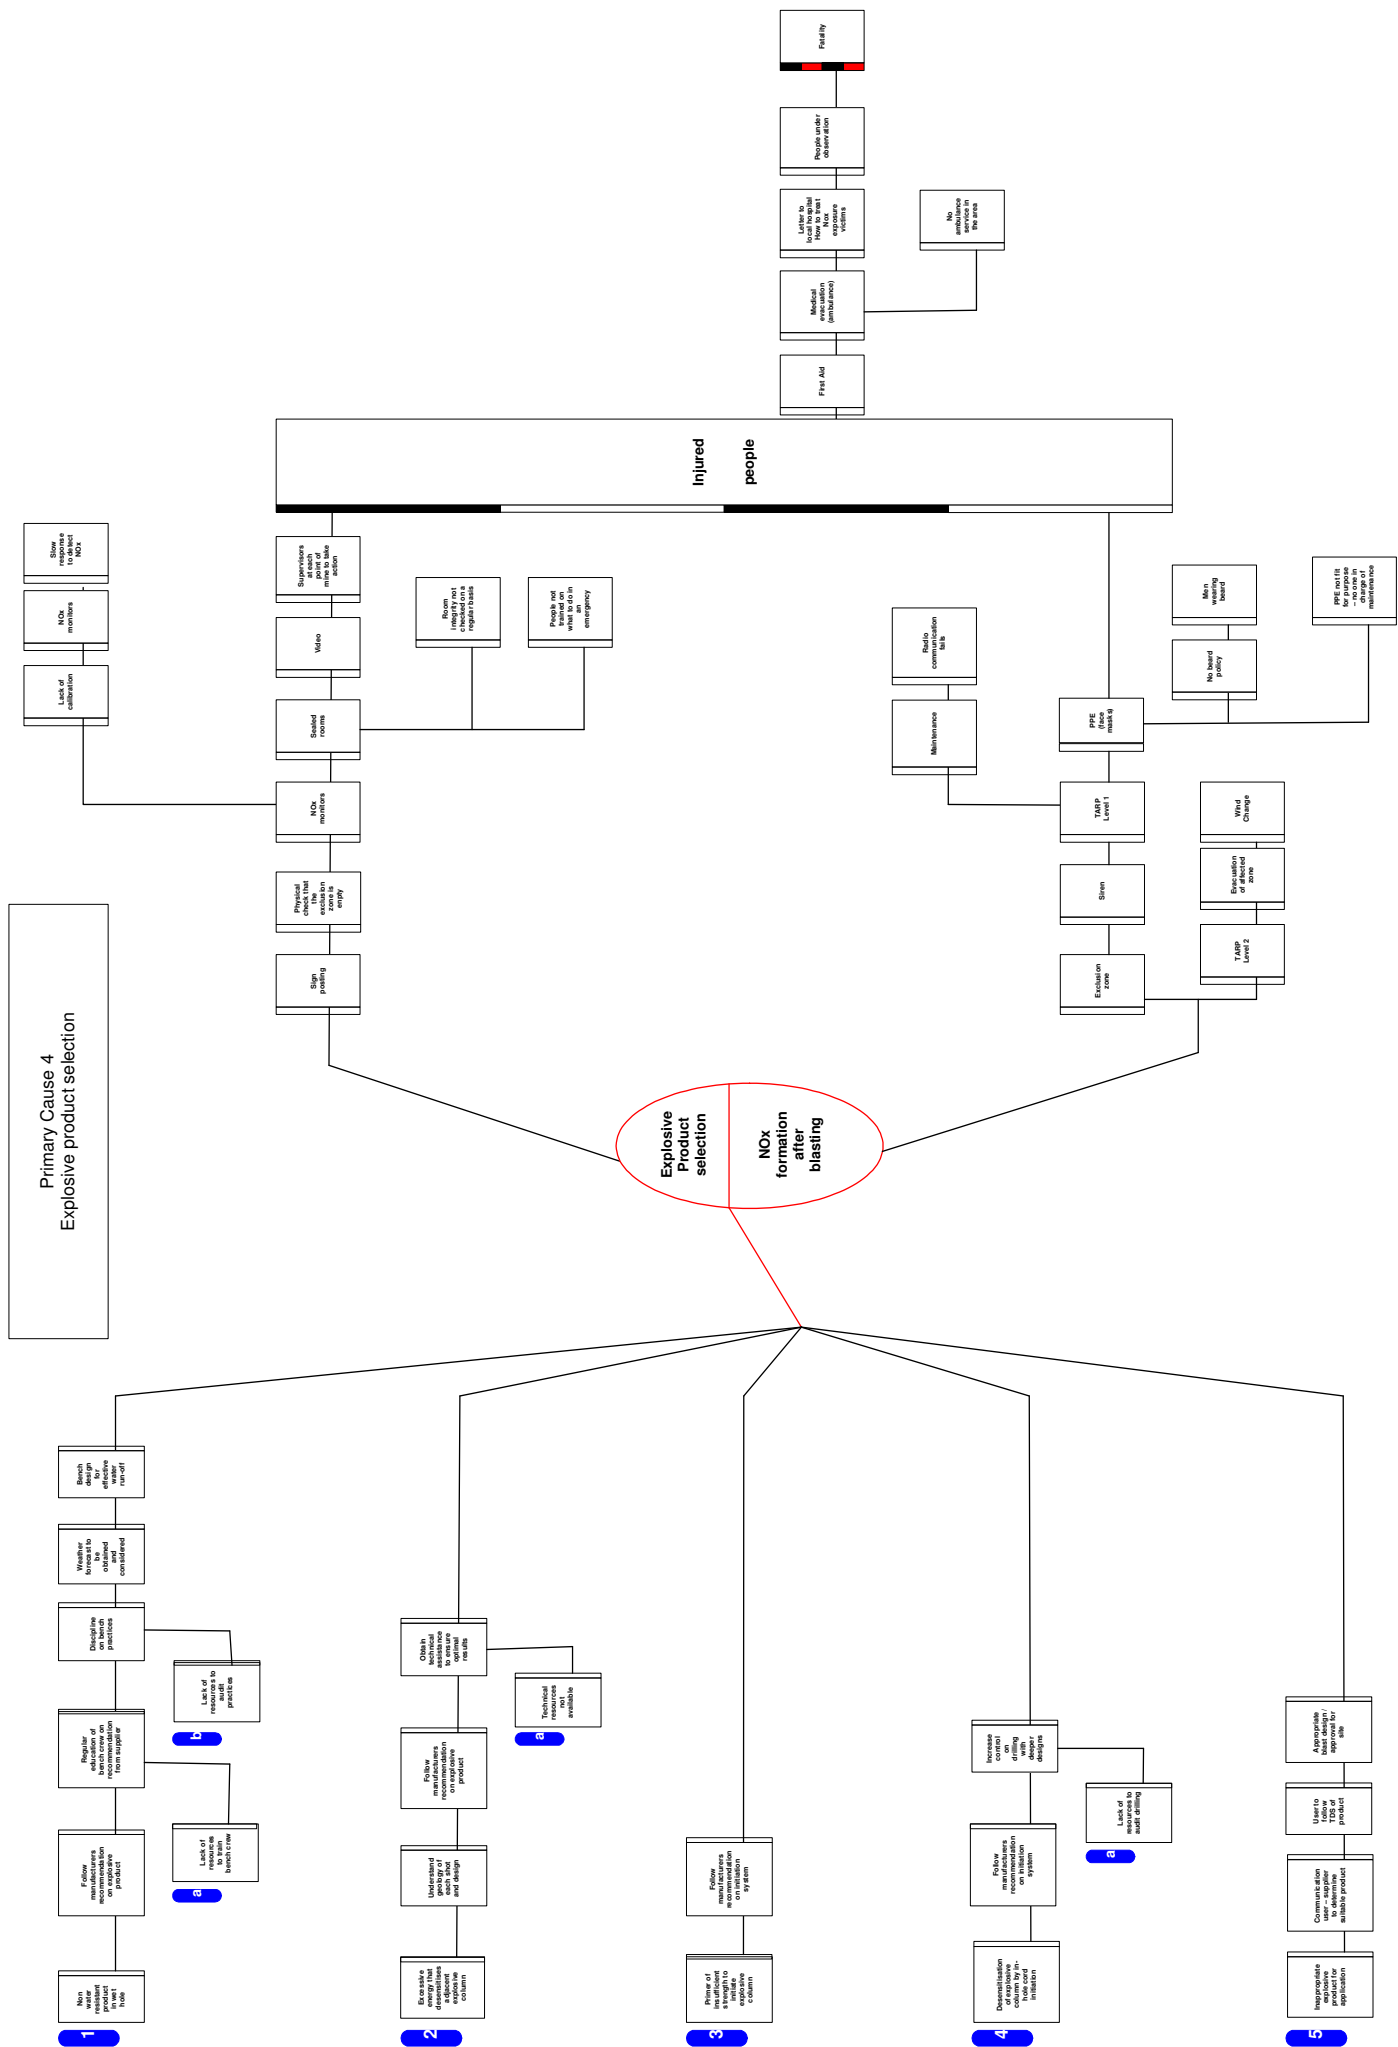 Primary Cause 4
Explosive product selection
1
Non
water
resistant
product
in wet
hole
Follow
manufacturers
recommendation
on explosive
product
Regular
education of
bench crew on
recommendation
from supplier
Discipline
on bench
practices
Weather
forecast to
be
obtained
and
considered
Bench
design
for
effective
water
run-off
a
Lack of
resources
to train
bench crew
b
Lack of
resources to
audit
practices
2
Excessive
energy that
desensitises
adjacent
explosive
column
Understand
geology of
each shot
and design
Follow
manufacturers
recommendation
on explosive
product
Obtain
technical
assistance
to ensure
optimal
results
a
Technical
resources
not
available
3
Primer of
insufficient
strength to
initiate
explosive
column
Follow
manufacturers
recommendation
on initiation
system
4
Desensitisation
of explosive
column by in-
hole cord
initiation
Follow
manufacturers
recommendation
on initiation
system
Increase
control
on
drilling
with
deeper
designs
a
Lack of
resources to
audit drilling
5
Inappropriate
explosive
product for
application
Communication
user – supplier
to determine
suitable product
User to
follow
TDS of
product
Appropriate
blast design /
approval for
site
Explosive
Product
selection
NOx
formation
after
blasting
Sign
posting
Physical
check that
the
exclusion
zone is
enpty
NOx
monitors
Sealed
rooms
Video
Supervisors
at each
point of
mine to take
action
Lack of
calibration
NOx
monitors
Slow
response
to detect
NOx
Room
integrity not
checked on a
regular basis
People not
trained on
what to do in
an
emergency
Exclusion
zone
Siren
TARP
Level 1
PPE
(face
masks)
Maintenance
Radio
communication
fails
TARP
Level 2
Evacuation
of affected
zone
Wind
Change
No beard
policy
Men
wearing
beard
PPE not fit
for purpose
– no one in
charge of
maintenance
Injured
people
First Aid
Medical
evacuation
(ambulance)
Letter to
local hospital
How to treat
Nox
exposure
victims
People under
observation
Fatality
No
ambulance
service in
the area